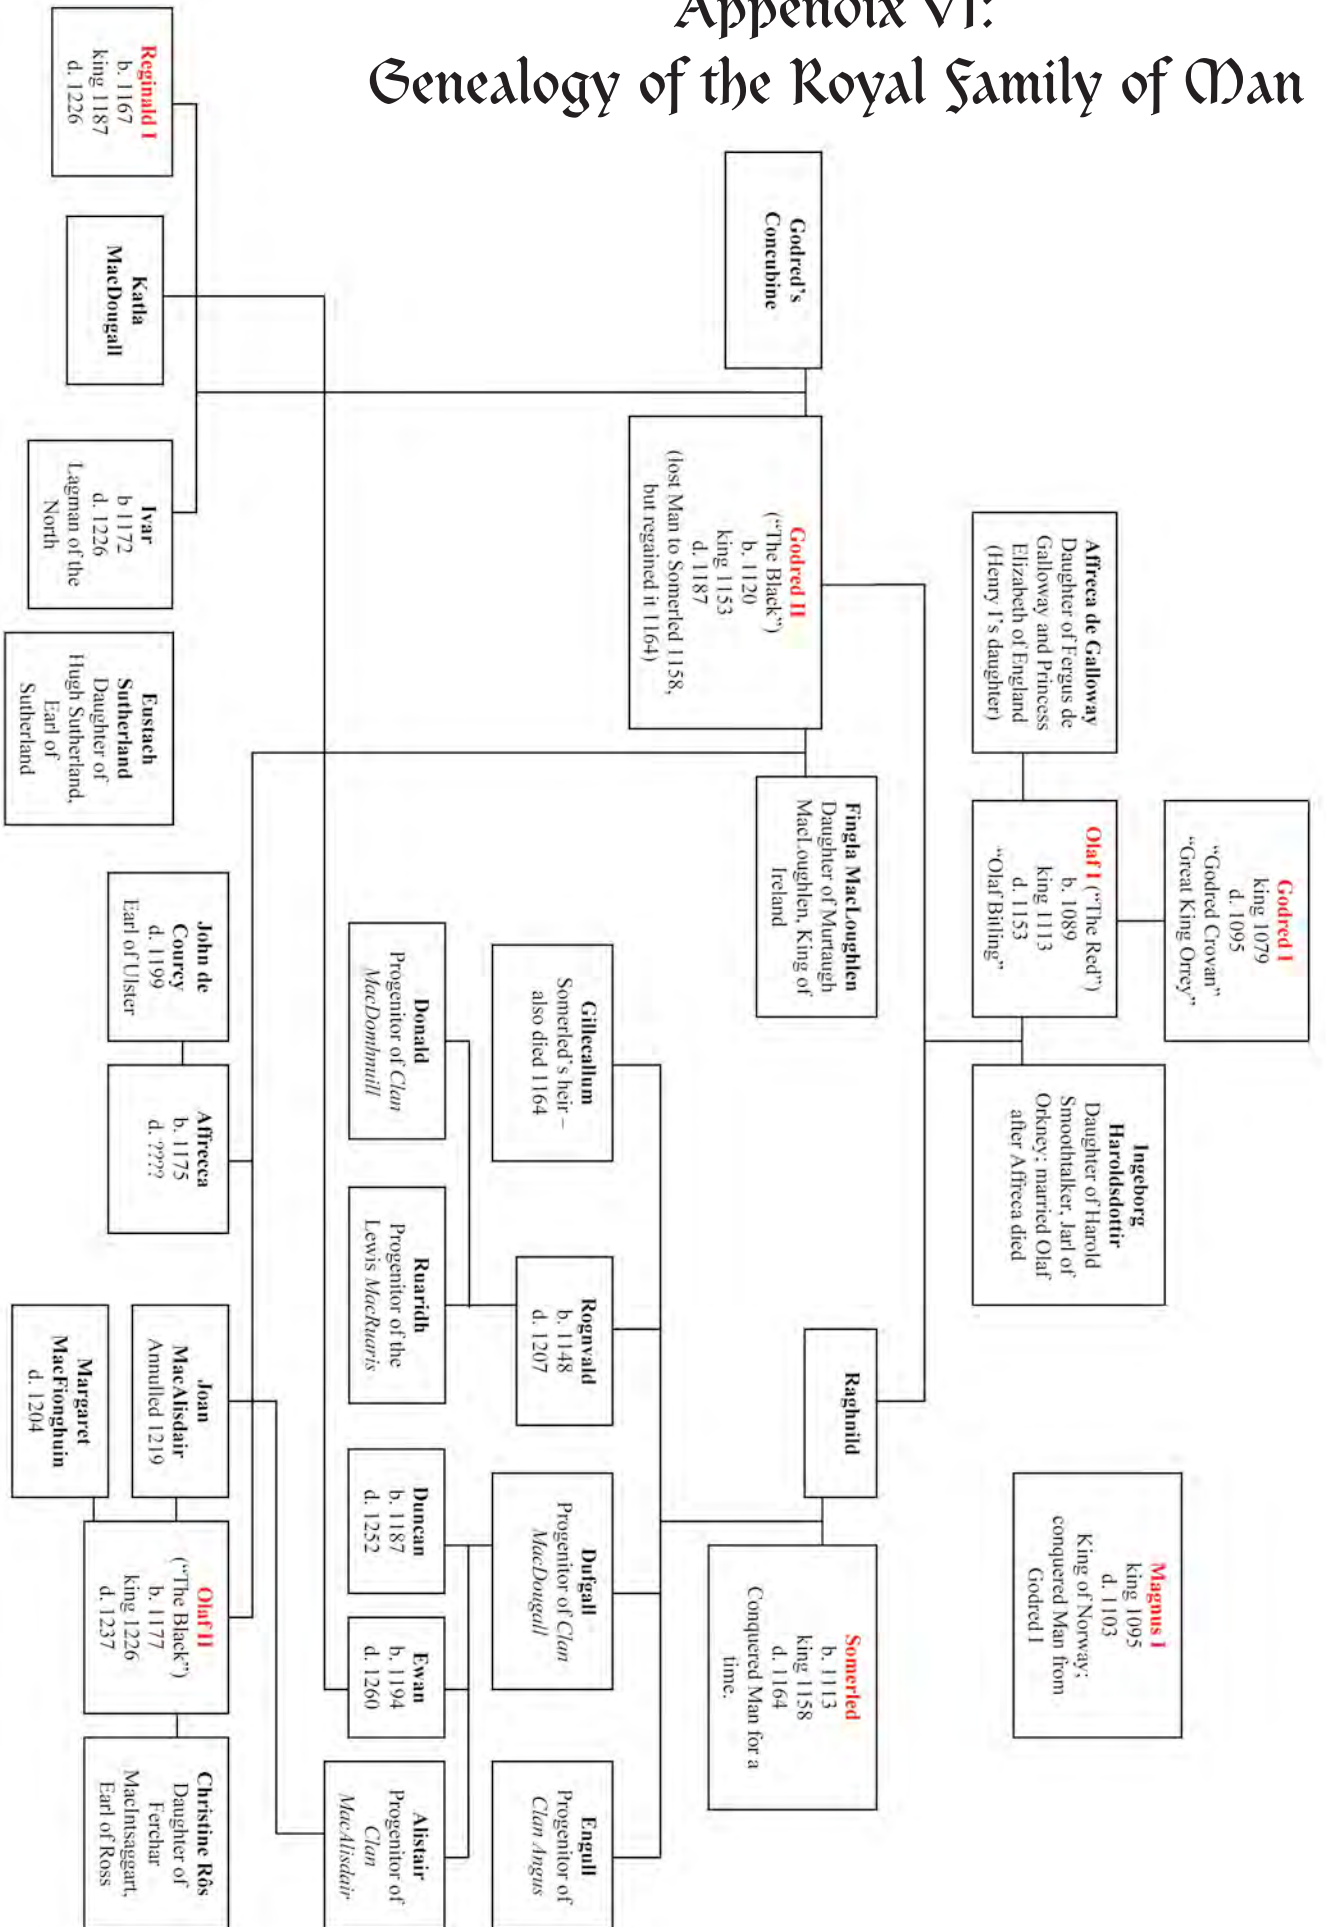 Appendix VI:
Genealogy of the Royal Family of Man
Godred I
king 1079
d. 1095
“Godred Crovan”
“Great King Orrey”
Magnus I
king 1095
d. 1103
King of Norway;
conquered Man from
Godred I
Affreca de Galloway
Daughter of Fergus de
Galloway and Princess
Elizabeth of England
(Henry I’s daughter)
Olaf I (“The Red”)
b. 1089
king 1113
d. 1153
“Olaf Bitling”
Ingeborg
Haroldsdottir
Daughter of Harold
Smoothtalker, Jarl of
Orkney; married Olaf
after Affreca died
Godred’s
Concubine
Godred II
(“The Black”)
b. 1120
king 1153
d. 1187
(lost Man to Somerled 1158,
but regained it 1164)
Fingla MacLoughlen
Daughter of Murtaugh
MacLoughlen, King of
Ireland
Raghnild
Somerled
b. 1113
king 1158
d. 1164
Conquered Man for a
time.
Gillecallum
Somerled’s heir –
also died 1164
Rognvald
b. 1148
d. 1207
Dufgall
Progenitor of Clan
MacDougall
Engull
Progenitor of
Clan Angus
Donald
Progenitor of Clan
MacDomhnuill
Ruaridh
Progenitor of the
Lewis MacRuaris
Duncan
b. 1187
d. 1252
Ewan
b. 1194
d. 1260
Alistair
Progenitor of
Clan
MacAlisdair
Reginald I
b. 1167
king 1187
d. 1226
Katla
MacDougall
Ivar
b 1172
d. 1226
Lagman of the
North
Eustach
Sutherland
Daughter of
Hugh Sutherland,
Earl of
Sutherland
John de
Courcy
d. 1199
Earl of Ulster
Affrecca
b. 1175
d. ????
Joan
MacAlisdair
Annulled 1219
Margaret
MacFionghuin
d. 1204
Olaf II
(“The Black”)
b. 1177
king 1226
d. 1237
Christine Rôs
Daughter of
Ferchar
MacIntsaggart,
Earl of Ross